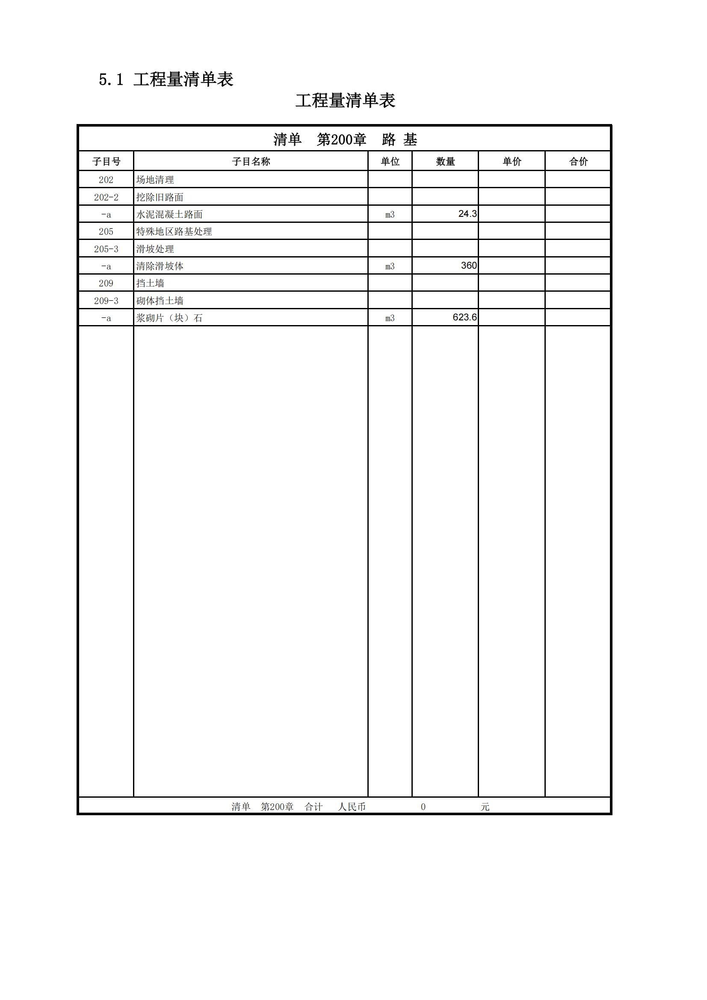 5.1 工程量清单表
工程量清单表
清单 第200章 路 基
子目号 子目名称 单位 数量 单价 合价
202 场地清理
202-2 挖除旧路面
-a 水泥混凝土路面 m3 24.3
205 特殊地区路基处理
205-3 滑坡处理
-a 清除滑坡体 m3 360
209 挡土墙
209-3 砌体挡土墙
-a 浆砌片（块）石 m3 623.6
清单 第200章 合计 人民币 0 元